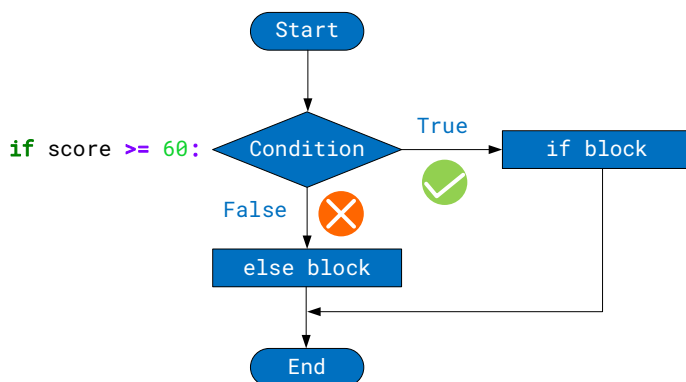 Start
True
if score >= 60:
Condition
if block
False
else block
End